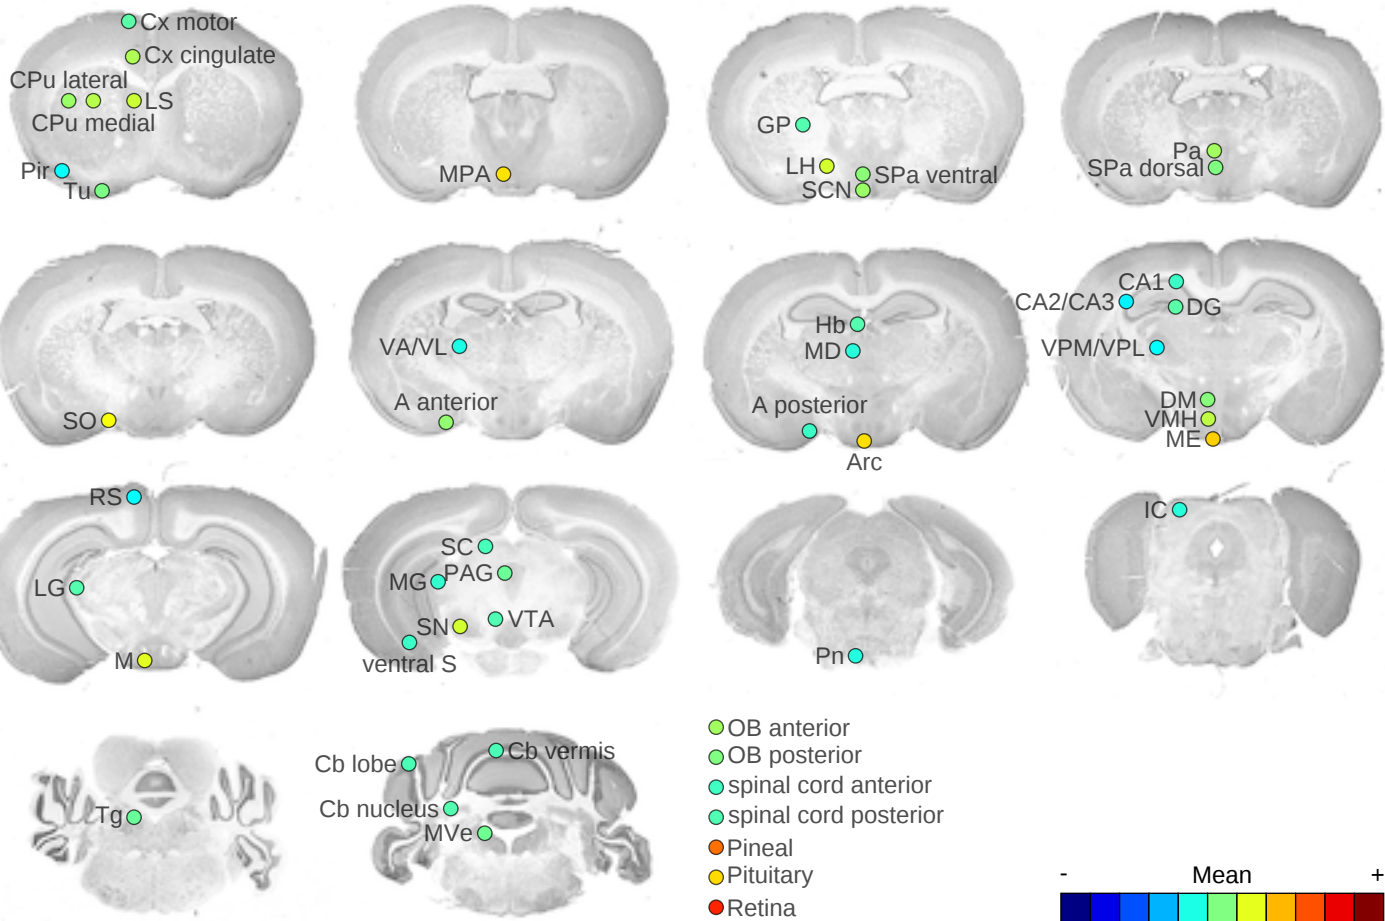 Cx motor
Cx cingulate
CPu lateral
LS
CPu medial
Pir
Tu
MPA
GP
LH
SPa ventral
SCN
Pa
SPa dorsal
SO
VA/VL
A anterior
Hb
MD
A posterior
Arc
CA1
CA2/CA3
DG
VPM/VPL
DM
VMH
ME
RS
LG
M
SC
MG
PAG
SN
VTA
ventral S
Pn
IC
Tg
Cb lobe
Cb vermis
Cb nucleus
MVe
OB anterior
OB posterior
spinal cord anterior
spinal cord posterior
Pineal
Pituitary
Retina
- Mean +